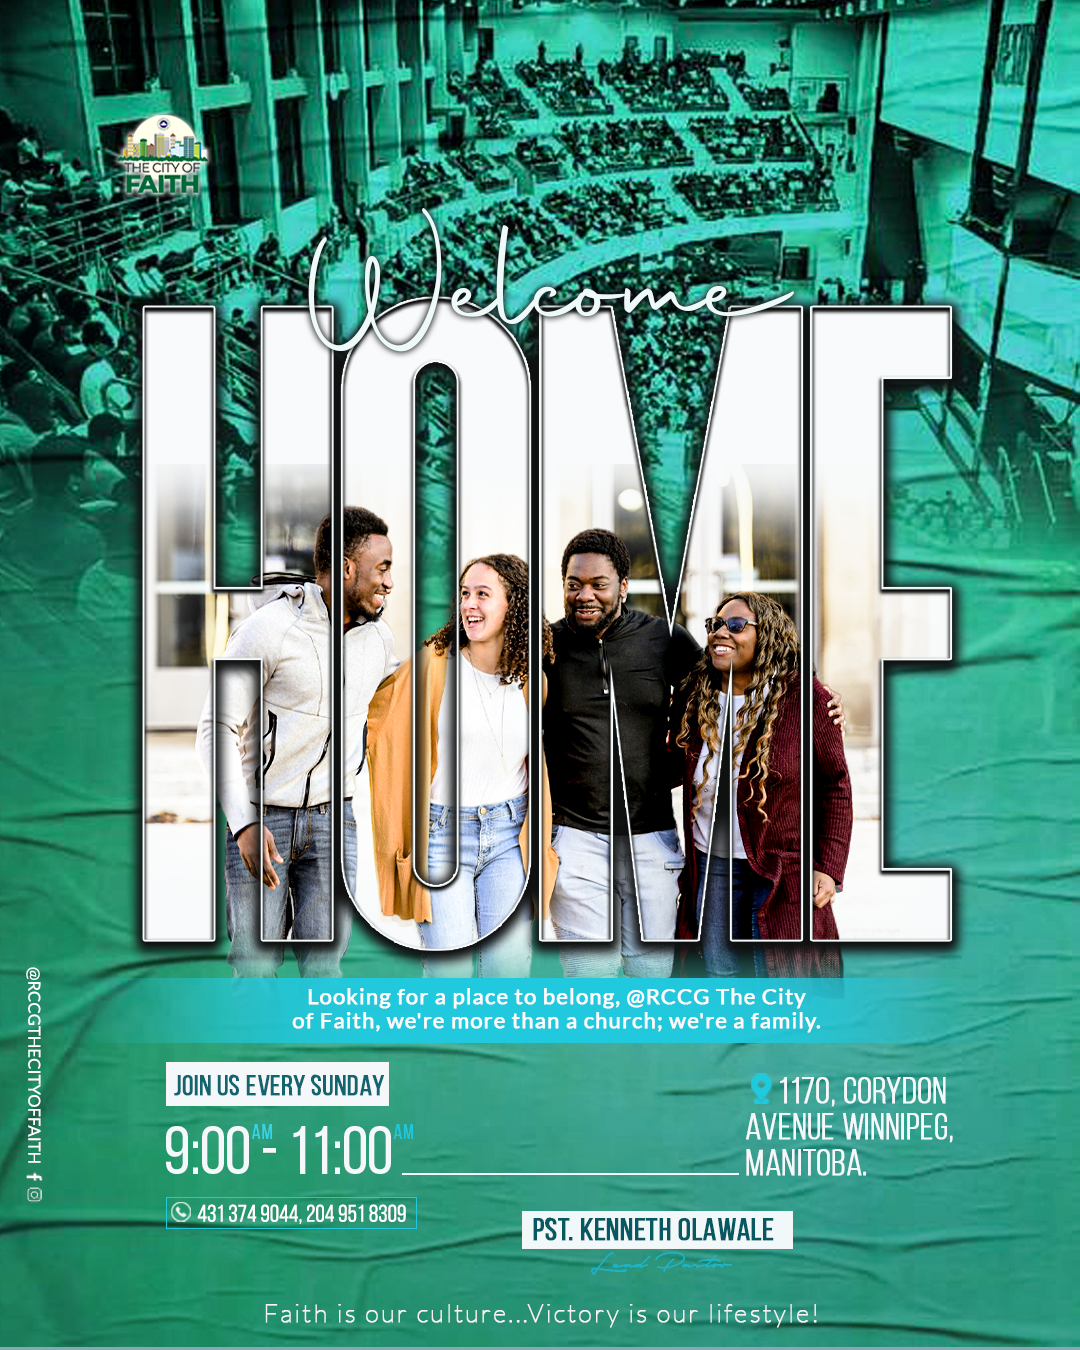 THE CITY OF
FAITH
Welcome
HOME
Looking for a place to belong, @RCCG The City
of Faith, we're more than a church; we're a family.
JOIN US EVERY SUNDAY
9:00AM - 11:00AM
1170, CORYDON
AVENUE WINNIPEG,
MANITOBA.
431 374 9044, 204 951 8309
PST. KENNETH OLAWALE
Lead Pastor
@RCCGTHECITYOFFAITH
Faith is our culture...Victory is our lifestyle!